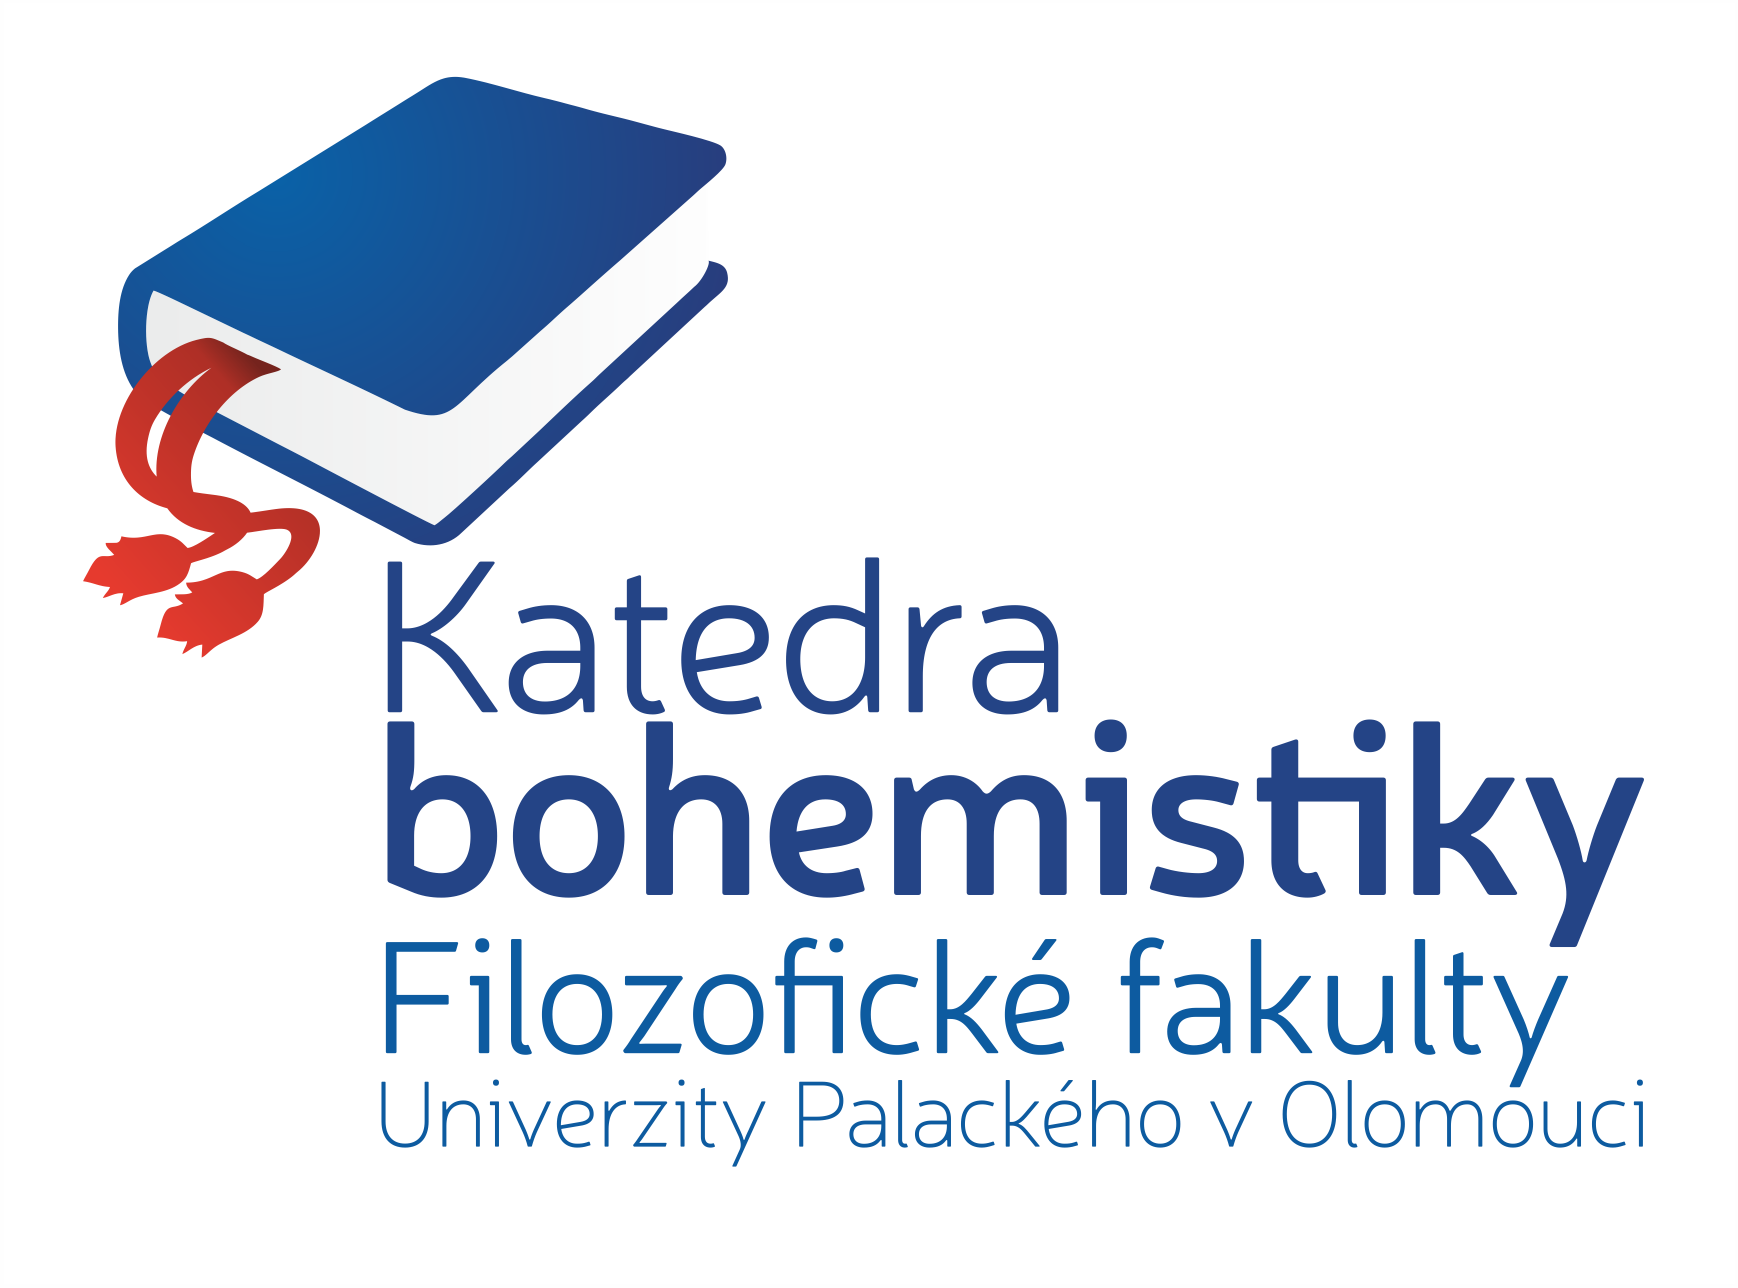 Katedra
bohemistiky
Filozofické fakulty
Univerzity Palackého v Olomouci